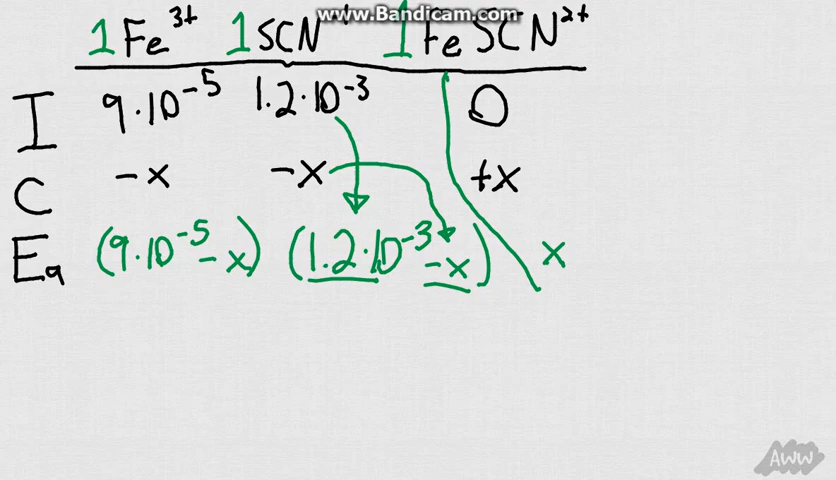 www.Bandicam.com
1Fe³⁺ 1SCN⁻ 1FeSCN²⁺
I 9·10⁻⁵ 1.2·10⁻³ 0
C -x -x +x
Eq (9·10⁻⁵-x) (1.2·10⁻³-x) x
AWW